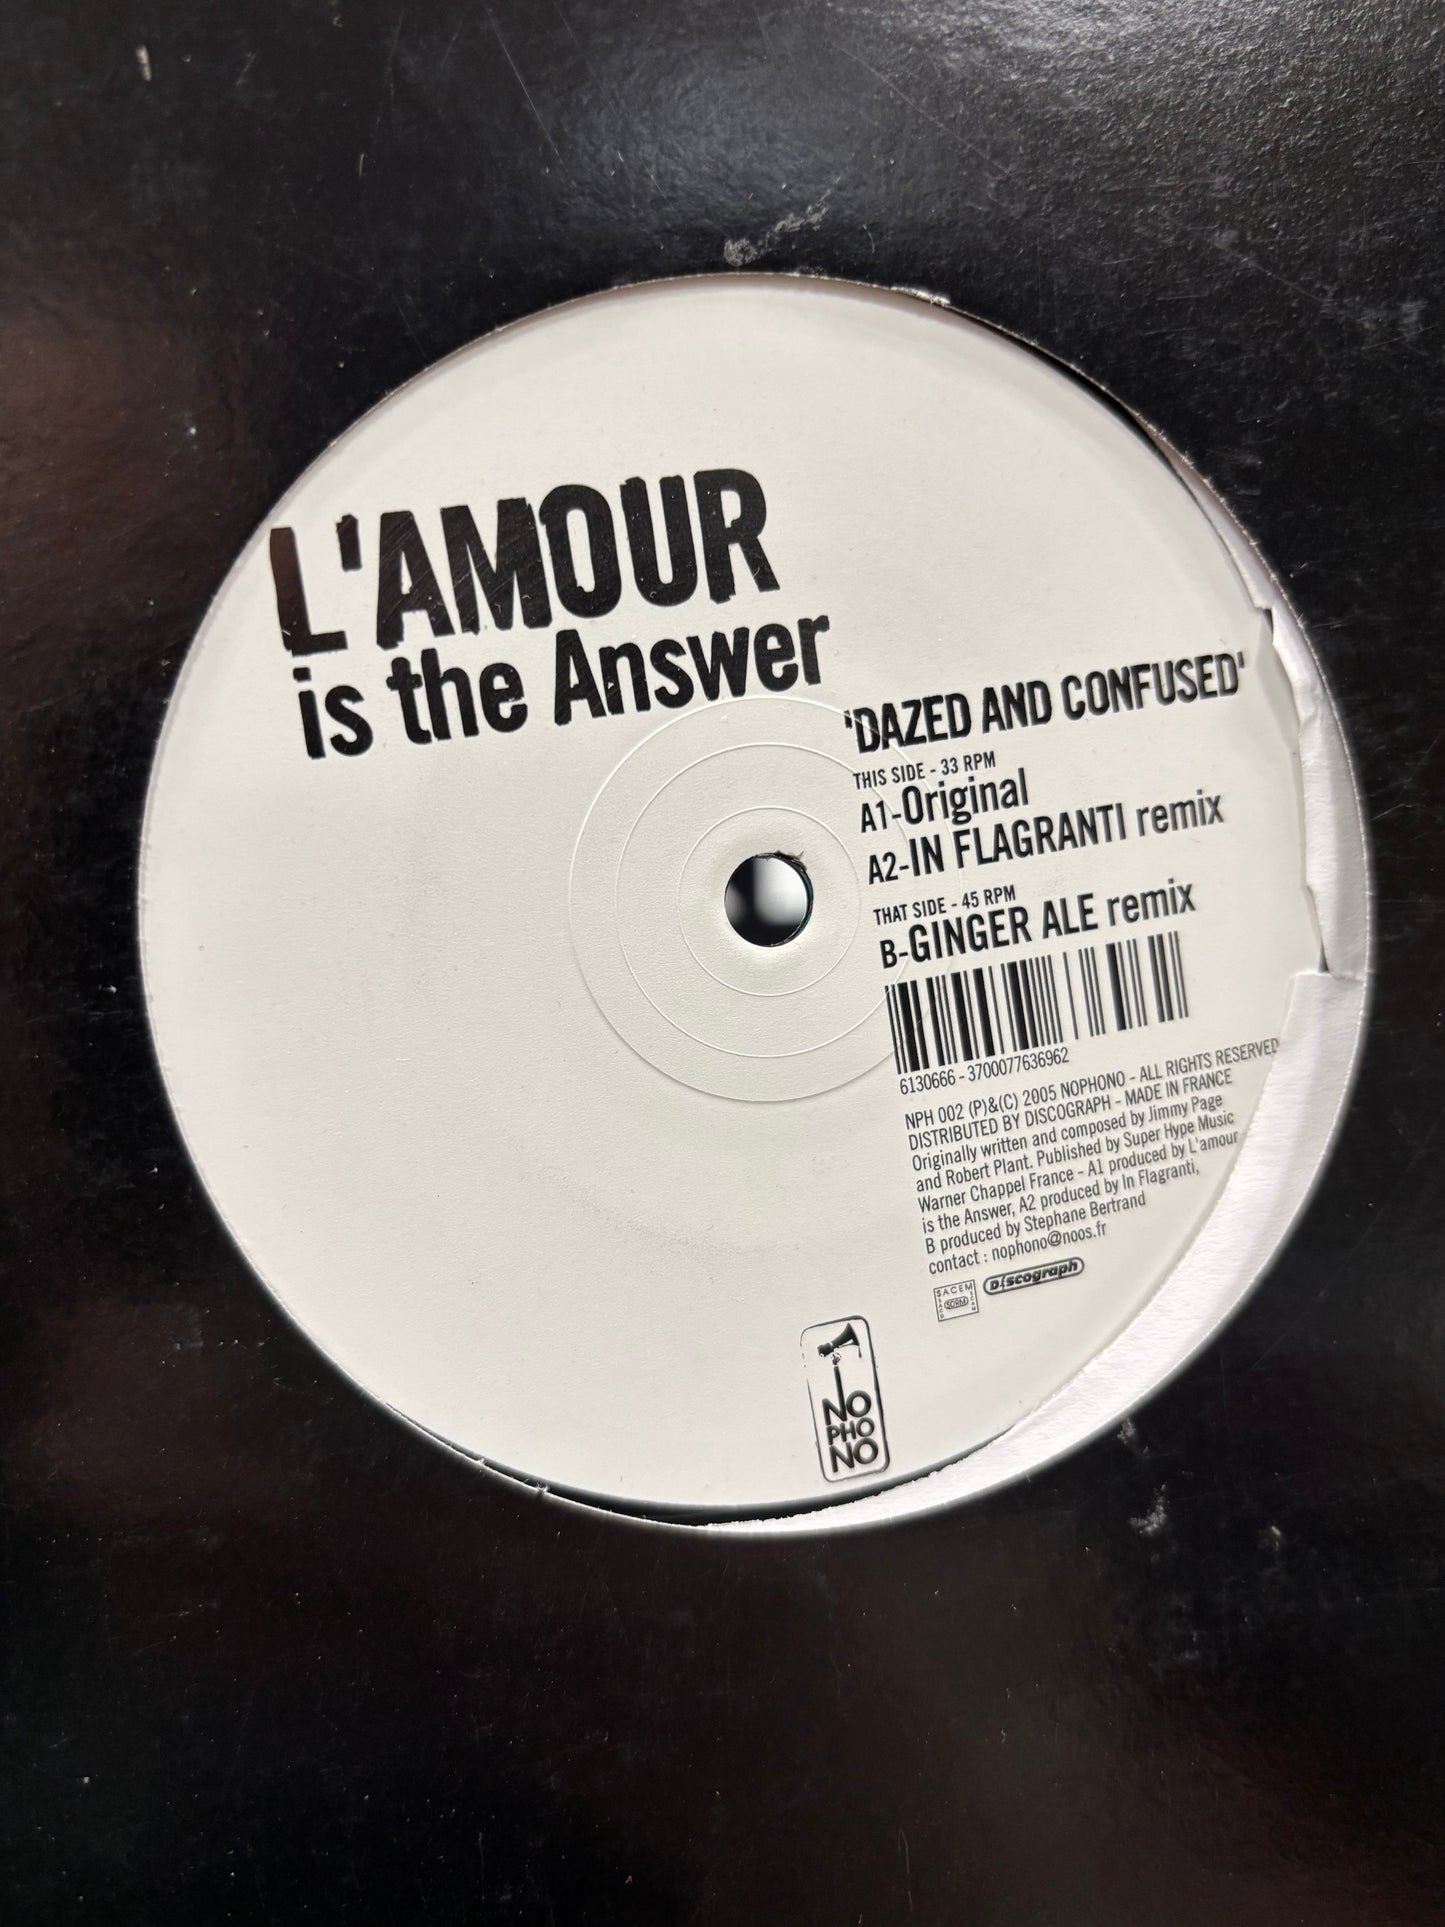 L'AMOUR
is the Answer
'DAZED AND CONFUSED'
THIS SIDE - 33 RPM
A1-Original
A2-IN FLAGRANTI remix
THAT SIDE - 45 RPM
B-GINGER ALE remix
6130666 - 3700077636962
NPH 002 (P)&(C) 2005 NOPHONO - ALL RIGHTS RESERVED
DISTRIBUTED BY DISCOGRAPH - MADE IN FRANCE
Originally written and composed by Jimmy Page
and Robert Plant. Published by Super Hype Music
Warner Chappel France - A1 produced by L'amour
is the Answer, A2 produced by In Flagranti,
B produced by Stephane Bertrand
contact : nophono@noos.fr
SACEM
SDRM
Discograph
NO
PHO
NO